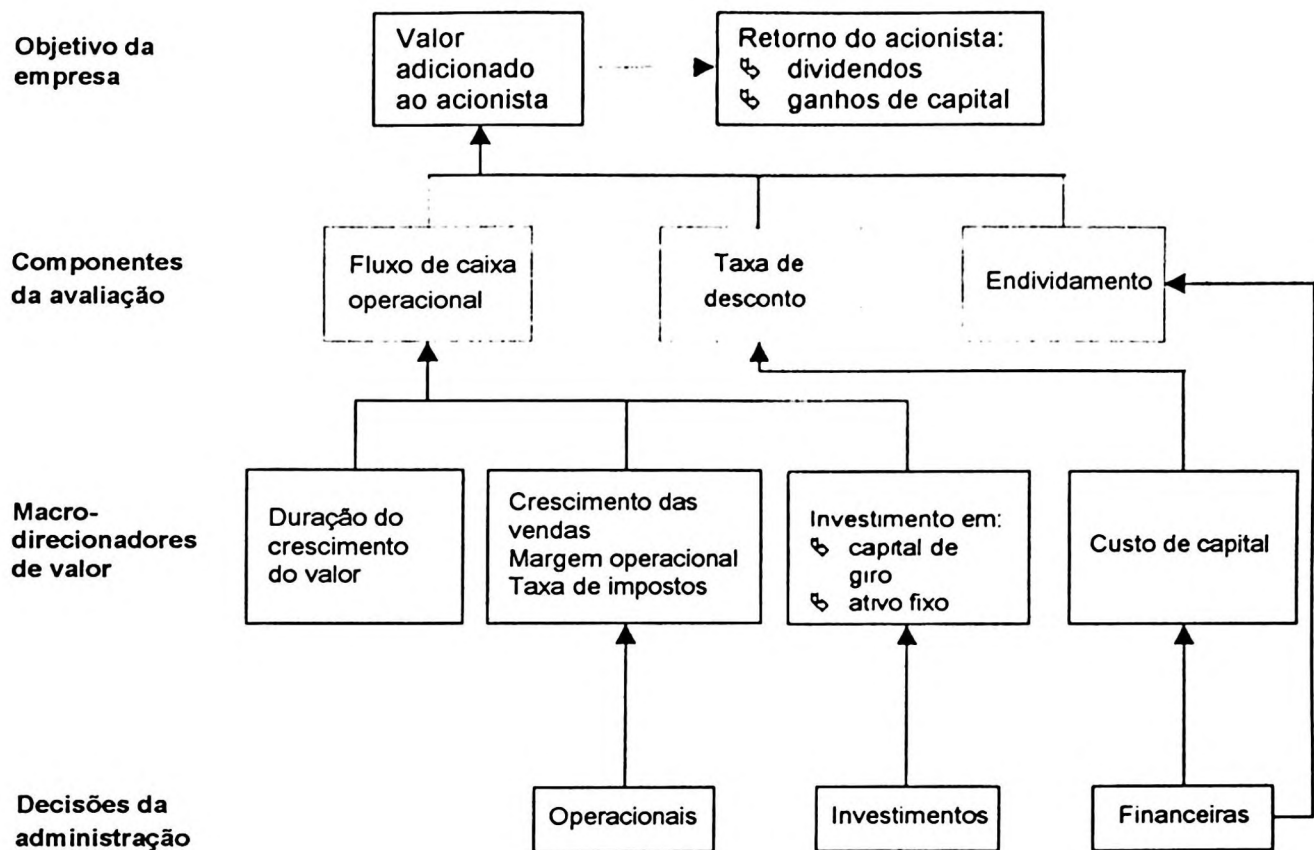 Objetivo da
empresa
Valor
adicionado
ao acionista
Retorno do acionista:
dividendos
ganhos de capital
Componentes
da avaliação
Fluxo de caixa
operacional
Taxa de
desconto
Endividamento
Macro-
direcionadores
de valor
Duração do
crescimento
do valor
Crescimento das
vendas
Margem operacional
Taxa de impostos
Investimento em:
capital de
giro
ativo fixo
Custo de capital
Decisões da
administração
Operacionais
Investimentos
Financeiras